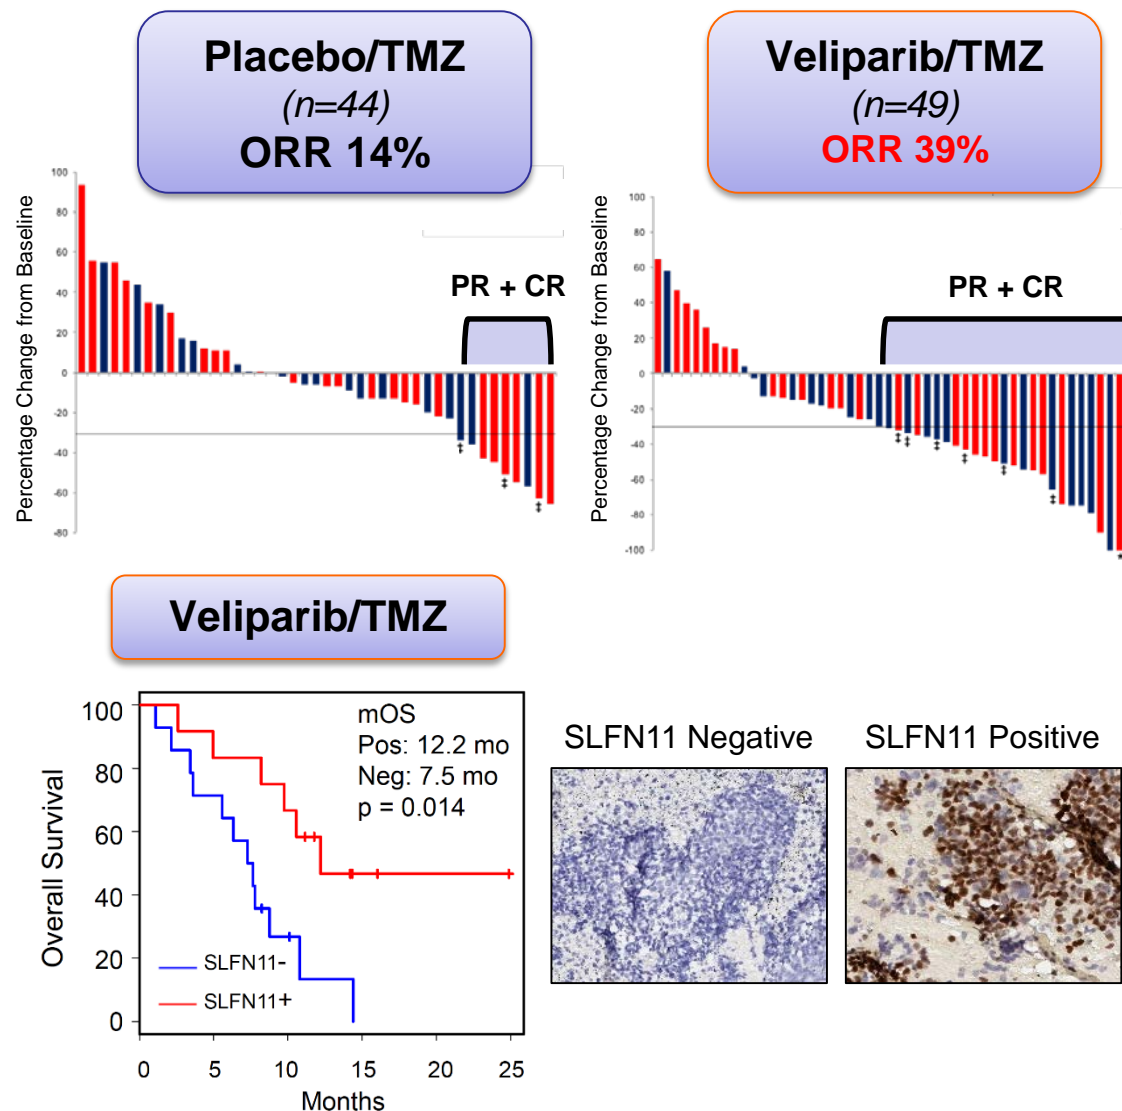 Placebo/TMZ
(n=44)
ORR 14%
Veliparib/TMZ
(n=49)
ORR 39%
Percentage Change from Baseline
100
80
60
40
20
0
-20
-40
-60
-80
PR + CR
‡
‡
‡
Percentage Change from Baseline
100
80
60
40
20
0
-20
-40
-60
-80
-100
PR + CR
‡
‡
‡
‡
‡
‡
*
Veliparib/TMZ
Overall Survival
100
80
60
40
20
0
mOS
Pos: 12.2 mo
Neg: 7.5 mo
p = 0.014
SLFN11-
SLFN11+
0 5 10 15 20 25
Months
SLFN11 Negative
SLFN11 Positive